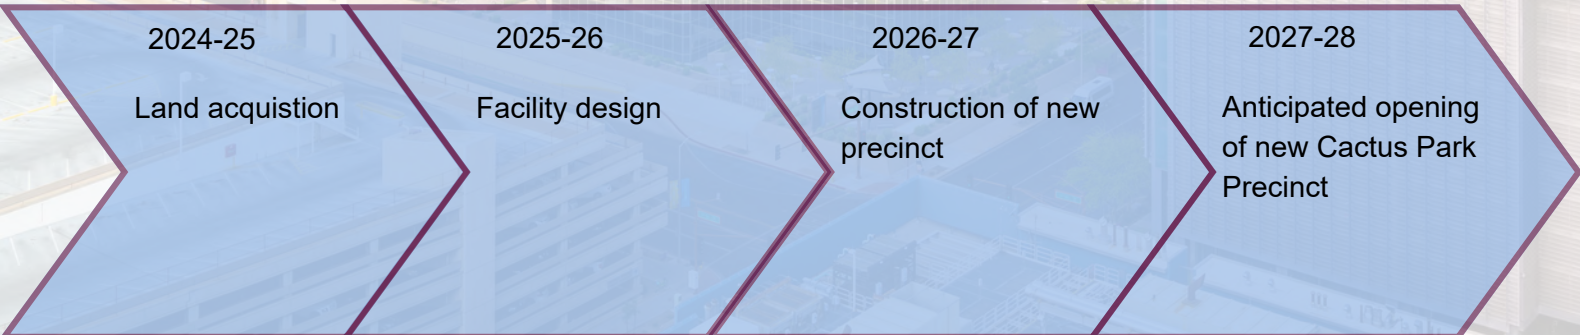 2024-25
Land acquistion
2025-26
Facility design
2026-27
Construction of new
precinct
2027-28
Anticipated opening
of new Cactus Park
Precinct